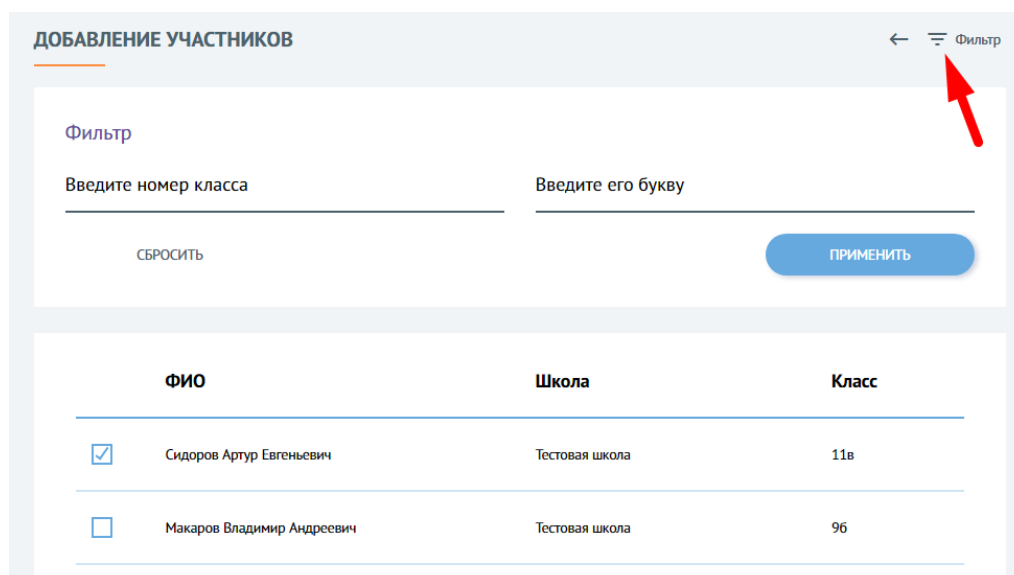 ДОБАВЛЕНИЕ УЧАСТНИКОВ
Фильтр
Фильтр
Введите номер класса Введите его букву
СБРОСИТЬ ПРИМЕНИТЬ
ФИО Школа Класс
Сидоров Артур Евгеньевич Тестовая школа 11в
Макаров Владимир Андреевич Тестовая школа 9б